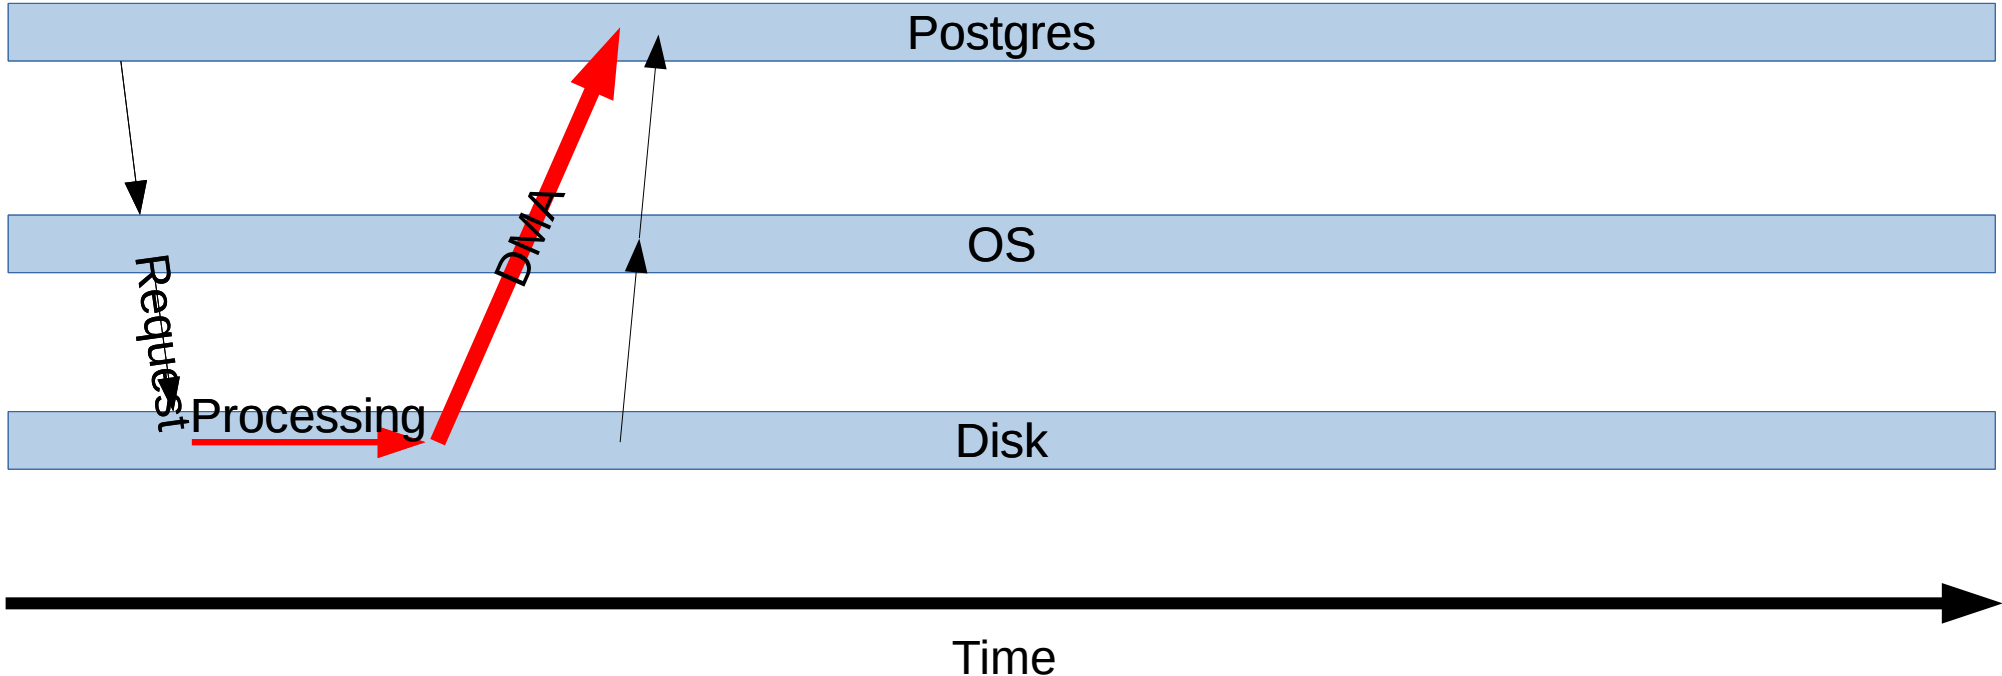 Postgres
OS
Request
DMA
Processing
Disk
Time